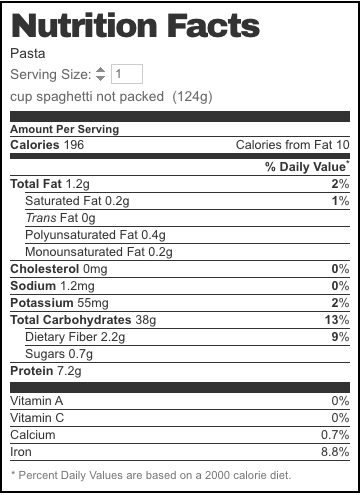 Nutrition Facts
Pasta
Serving Size: 1
cup spaghetti not packed (124g)
Amount Per Serving
Calories 196 Calories from Fat 10
% Daily Value*
Total Fat 1.2g 2%
Saturated Fat 0.2g 1%
Trans Fat 0g
Polyunsaturated Fat 0.4g
Monounsaturated Fat 0.2g
Cholesterol 0mg 0%
Sodium 1.2mg 0%
Potassium 55mg 2%
Total Carbohydrates 38g 13%
Dietary Fiber 2.2g 9%
Sugars 0.7g
Protein 7.2g
Vitamin A 0%
Vitamin C 0%
Calcium 0.7%
Iron 8.8%
* Percent Daily Values are based on a 2000 calorie diet.